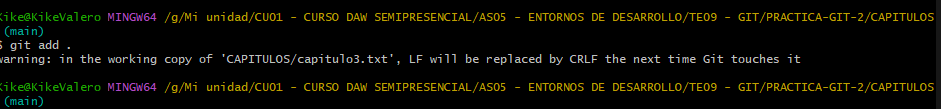 Kike@KikeValero MINGW64 /g/Mi unidad/CU01 - CURSO DAW SEMIPRESENCIAL/AS05 - ENTORNOS DE DESARROLLO/TE09 - GIT/PRACTICA-GIT-2/CAPITULOS
(main)
$ git add .
warning: in the working copy of 'CAPITULOS/capitulo3.txt', LF will be replaced by CRLF the next time Git touches it
Kike@KikeValero MINGW64 /g/Mi unidad/CU01 - CURSO DAW SEMIPRESENCIAL/AS05 - ENTORNOS DE DESARROLLO/TE09 - GIT/PRACTICA-GIT-2/CAPITULOS
(main)